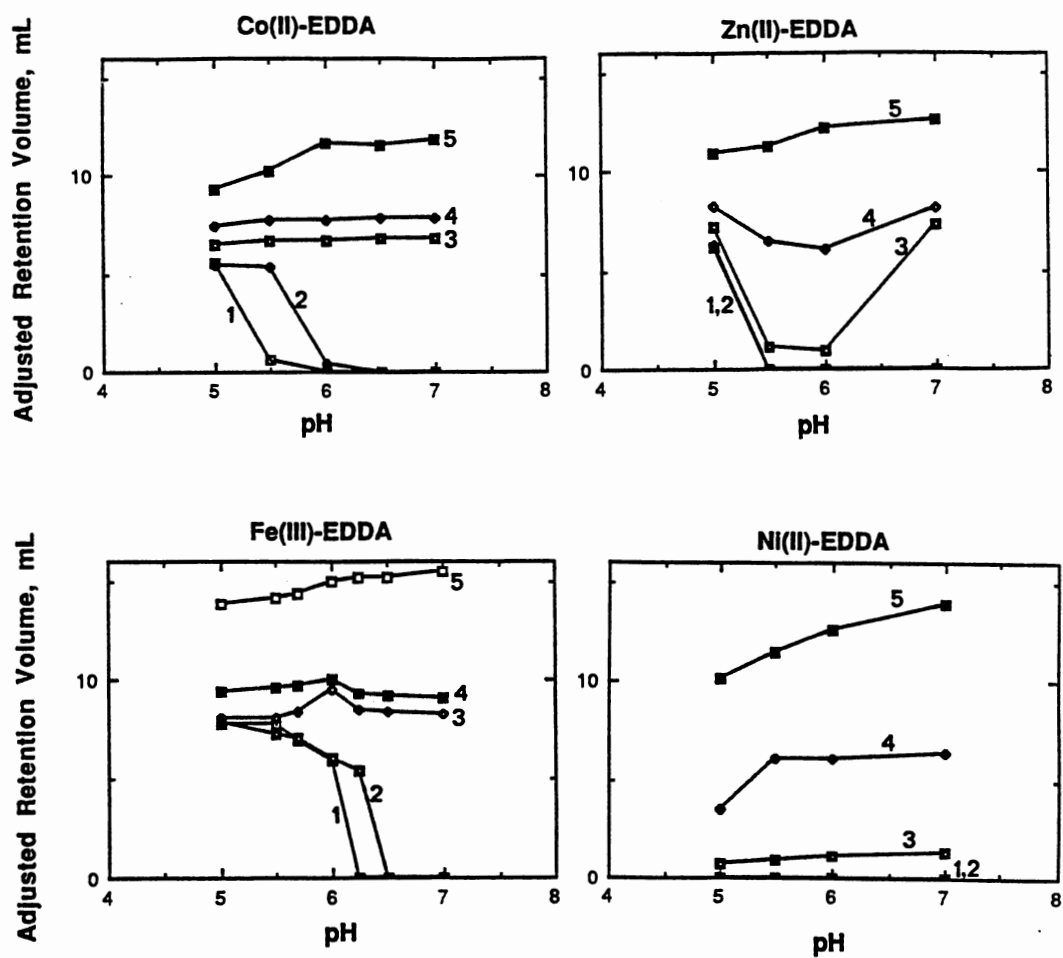 Co(II)-EDDA
Adjusted Retention Volume, mL
10
0
5
4
3
2
1
4 5 6 7 8
pH
Zn(II)-EDDA
10
0
5
4
3
1,2
4 5 6 7 8
pH
Fe(III)-EDDA
Adjusted Retention Volume, mL
10
0
5
4
3
2
1
4 5 6 7 8
pH
Ni(II)-EDDA
10
0
5
4
3
1,2
4 5 6 7 8
pH